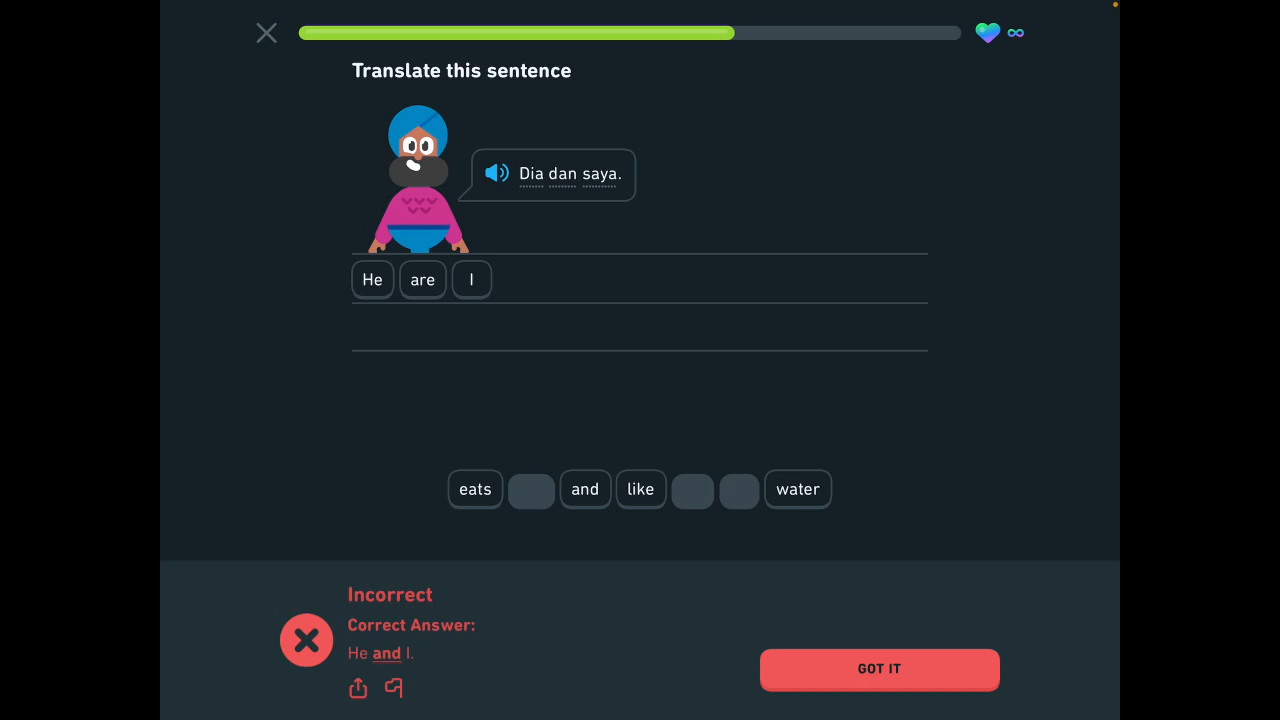 Translate this sentence
Dia dan saya.
He are I
eats and like water
Incorrect
Correct Answer:
He and I.
GOT IT